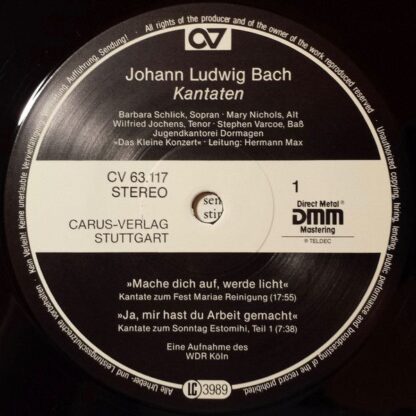 All rights of the producer and of the owner of the work reproduced reserved.
Unauthorized copying, hiring, lending, public performance and broadcasting of the record prohibited.
Alle Urheber- und Leistungsschutzrechte vorbehalten
Kein Verleih! Keine unerlaubte Vervielfältigung, Vermietung, Aufführung, Sendung!
Johann Ludwig Bach
Kantaten
Barbara Schlick, Sopran · Mary Nichols, Alt
Wilfried Jochens, Tenor · Stephen Varcoe, Baß
Jugendkantorei Dormagen
»Das Kleine Konzert« · Leitung: Hermann Max
CV 63.117
STEREO
CARUS-VERLAG
STUTTGART
1
Direct Metal®
DMM
Mastering
® TELDEC
»Mache dich auf, werde licht«
Kantate zum Fest Mariae Reinigung (17:55)
»Ja, mir hast du Arbeit gemacht«
Kantate zum Sonntag Estomihi, Teil 1 (7:38)
Eine Aufnahme des
WDR Köln
LC 3989